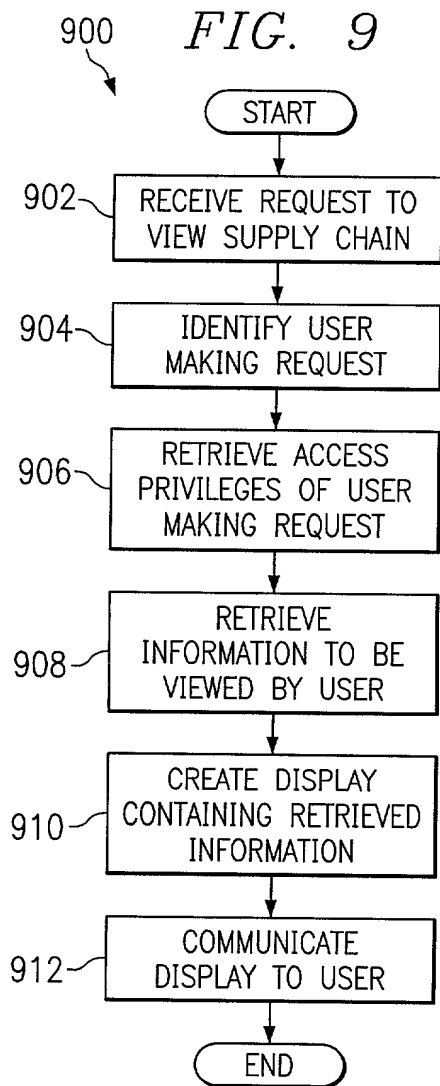 900 FIG. 9
START
902 RECEIVE REQUEST TO
VIEW SUPPLY CHAIN
904 IDENTIFY USER
MAKING REQUEST
906 RETRIEVE ACCESS
PRIVILEGES OF USER
MAKING REQUEST
RETRIEVE
908 INFORMATION TO BE
VIEWED BY USER
CREATE DISPLAY
910 CONTAINING RETRIEVED
INFORMATION
COMMUNICATE
912 DISPLAY TO USER
END